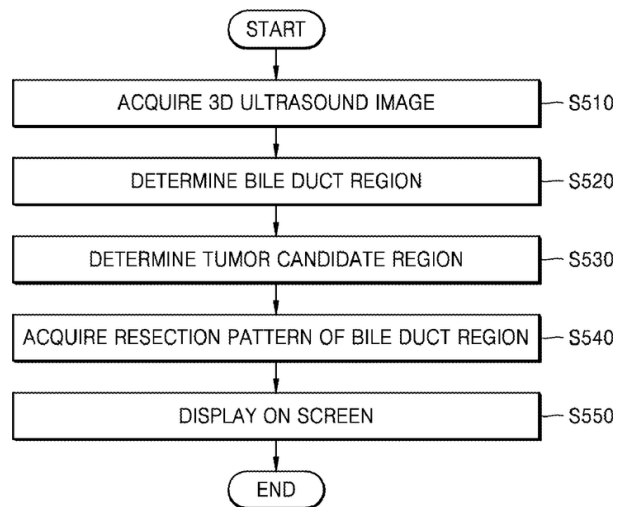 START
ACQUIRE 3D ULTRASOUND IMAGE S510
DETERMINE BILE DUCT REGION S520
DETERMINE TUMOR CANDIDATE REGION S530
ACQUIRE RESECTION PATTERN OF BILE DUCT REGION S540
DISPLAY ON SCREEN S550
END